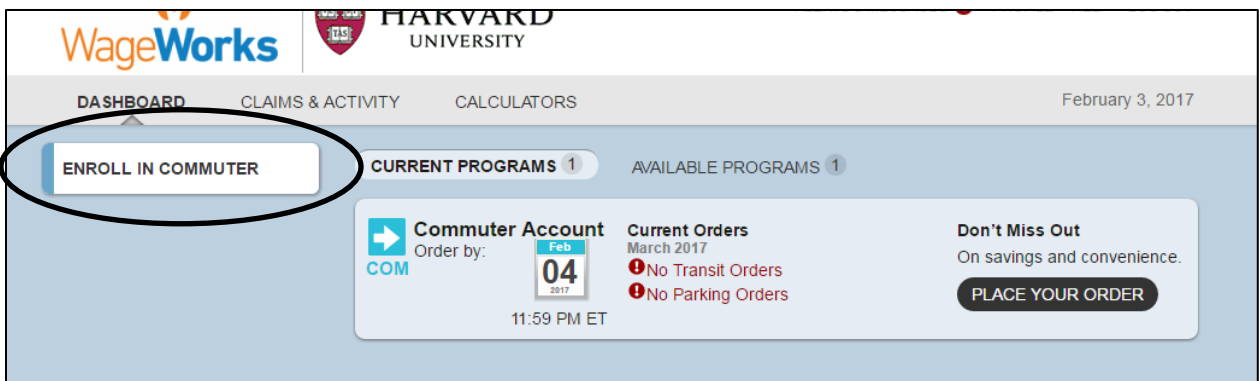 WageWorks
HARVARD
UNIVERSITY
DASHBOARD CLAIMS & ACTIVITY CALCULATORS February 3, 2017
ENROLL IN COMMUTER
CURRENT PROGRAMS 1 AVAILABLE PROGRAMS 1
Commuter Account
Order by:
COM
Feb
04
2017
11:59 PM ET
Current Orders
March 2017
No Transit Orders
No Parking Orders
Don't Miss Out
On savings and convenience.
PLACE YOUR ORDER